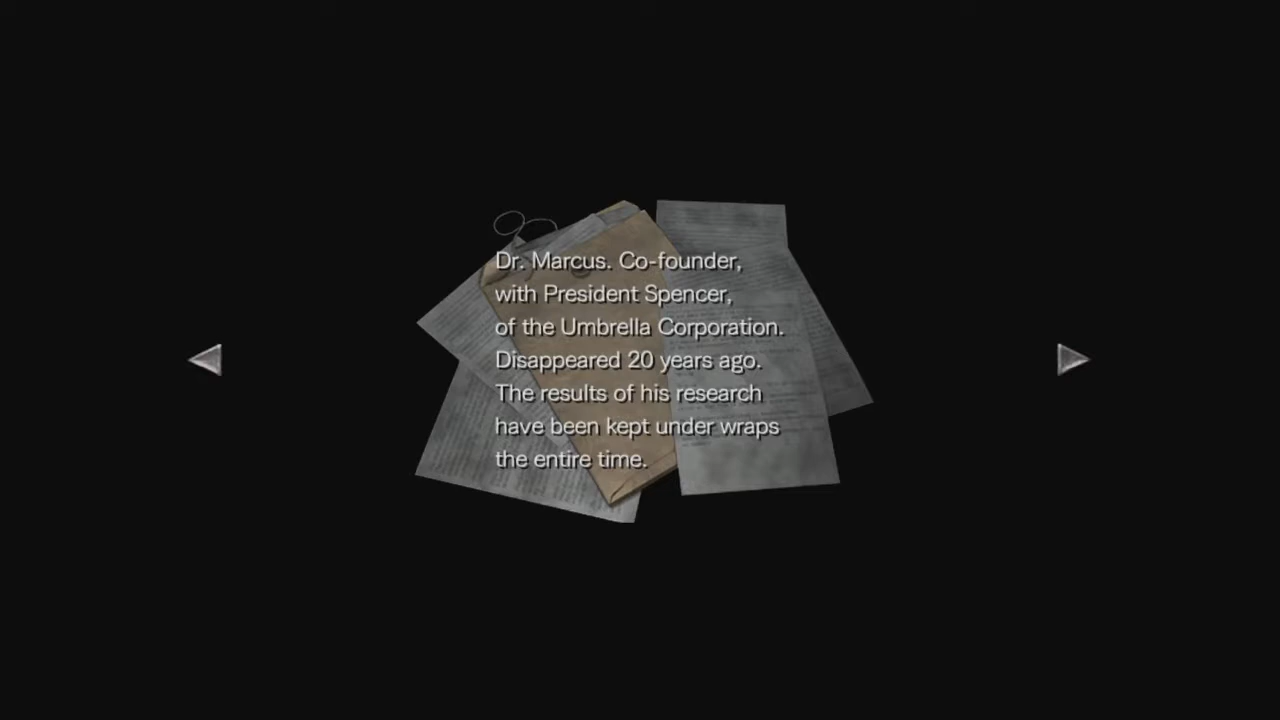 Dr. Marcus. Co-founder,
with President Spencer,
of the Umbrella Corporation.
Disappeared 20 years ago.
The results of his research
have been kept under wraps
the entire time.